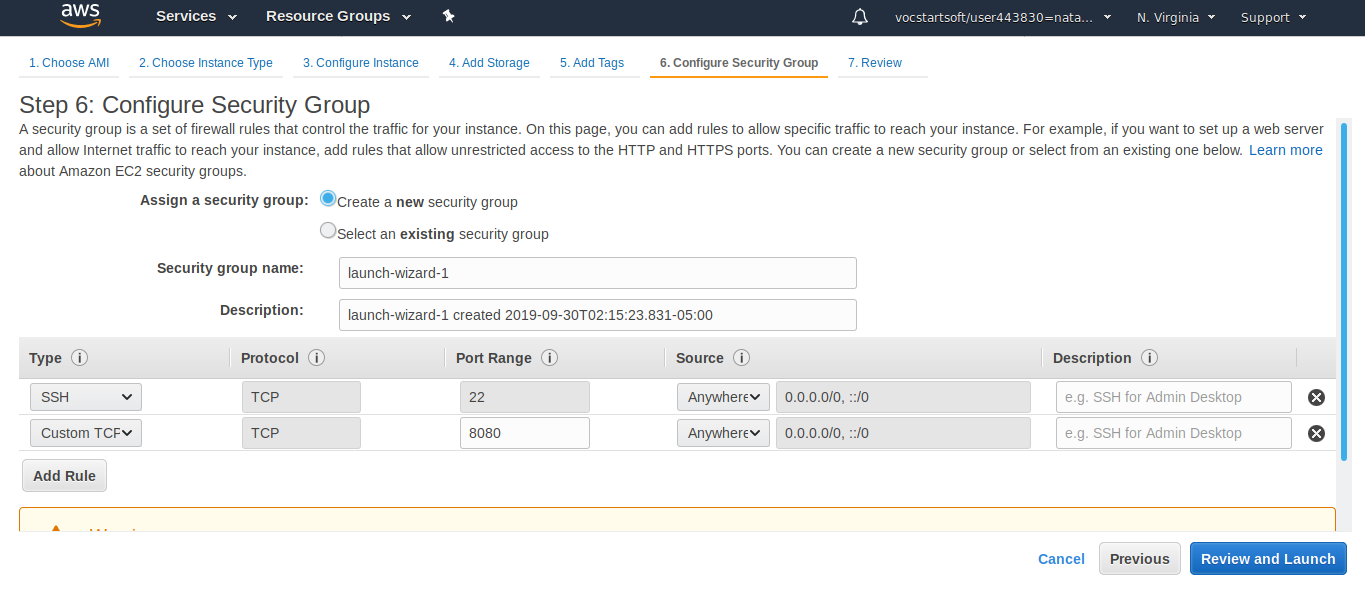 aws Services Resource Groups vocstartsoft/user443830=nata... N. Virginia Support
1. Choose AMI 2. Choose Instance Type 3. Configure Instance 4. Add Storage 5. Add Tags 6. Configure Security Group 7. Review
Step 6: Configure Security Group
A security group is a set of firewall rules that control the traffic for your instance. On this page, you can add rules to allow specific traffic to reach your instance. For example, if you want to set up a web server
and allow Internet traffic to reach your instance, add rules that allow unrestricted access to the HTTP and HTTPS ports. You can create a new security group or select from an existing one below. Learn more
about Amazon EC2 security groups.
Assign a security group: Create a new security group
Select an existing security group
Security group name: launch-wizard-1
Description: launch-wizard-1 created 2019-09-30T02:15:23.831-05:00
Type i Protocol i Port Range i Source i Description i
SSH TCP 22 Anywhere 0.0.0.0/0, ::/0 e.g. SSH for Admin Desktop
Custom TCP TCP 8080 Anywhere 0.0.0.0/0, ::/0 e.g. SSH for Admin Desktop
Add Rule
Cancel Previous Review and Launch